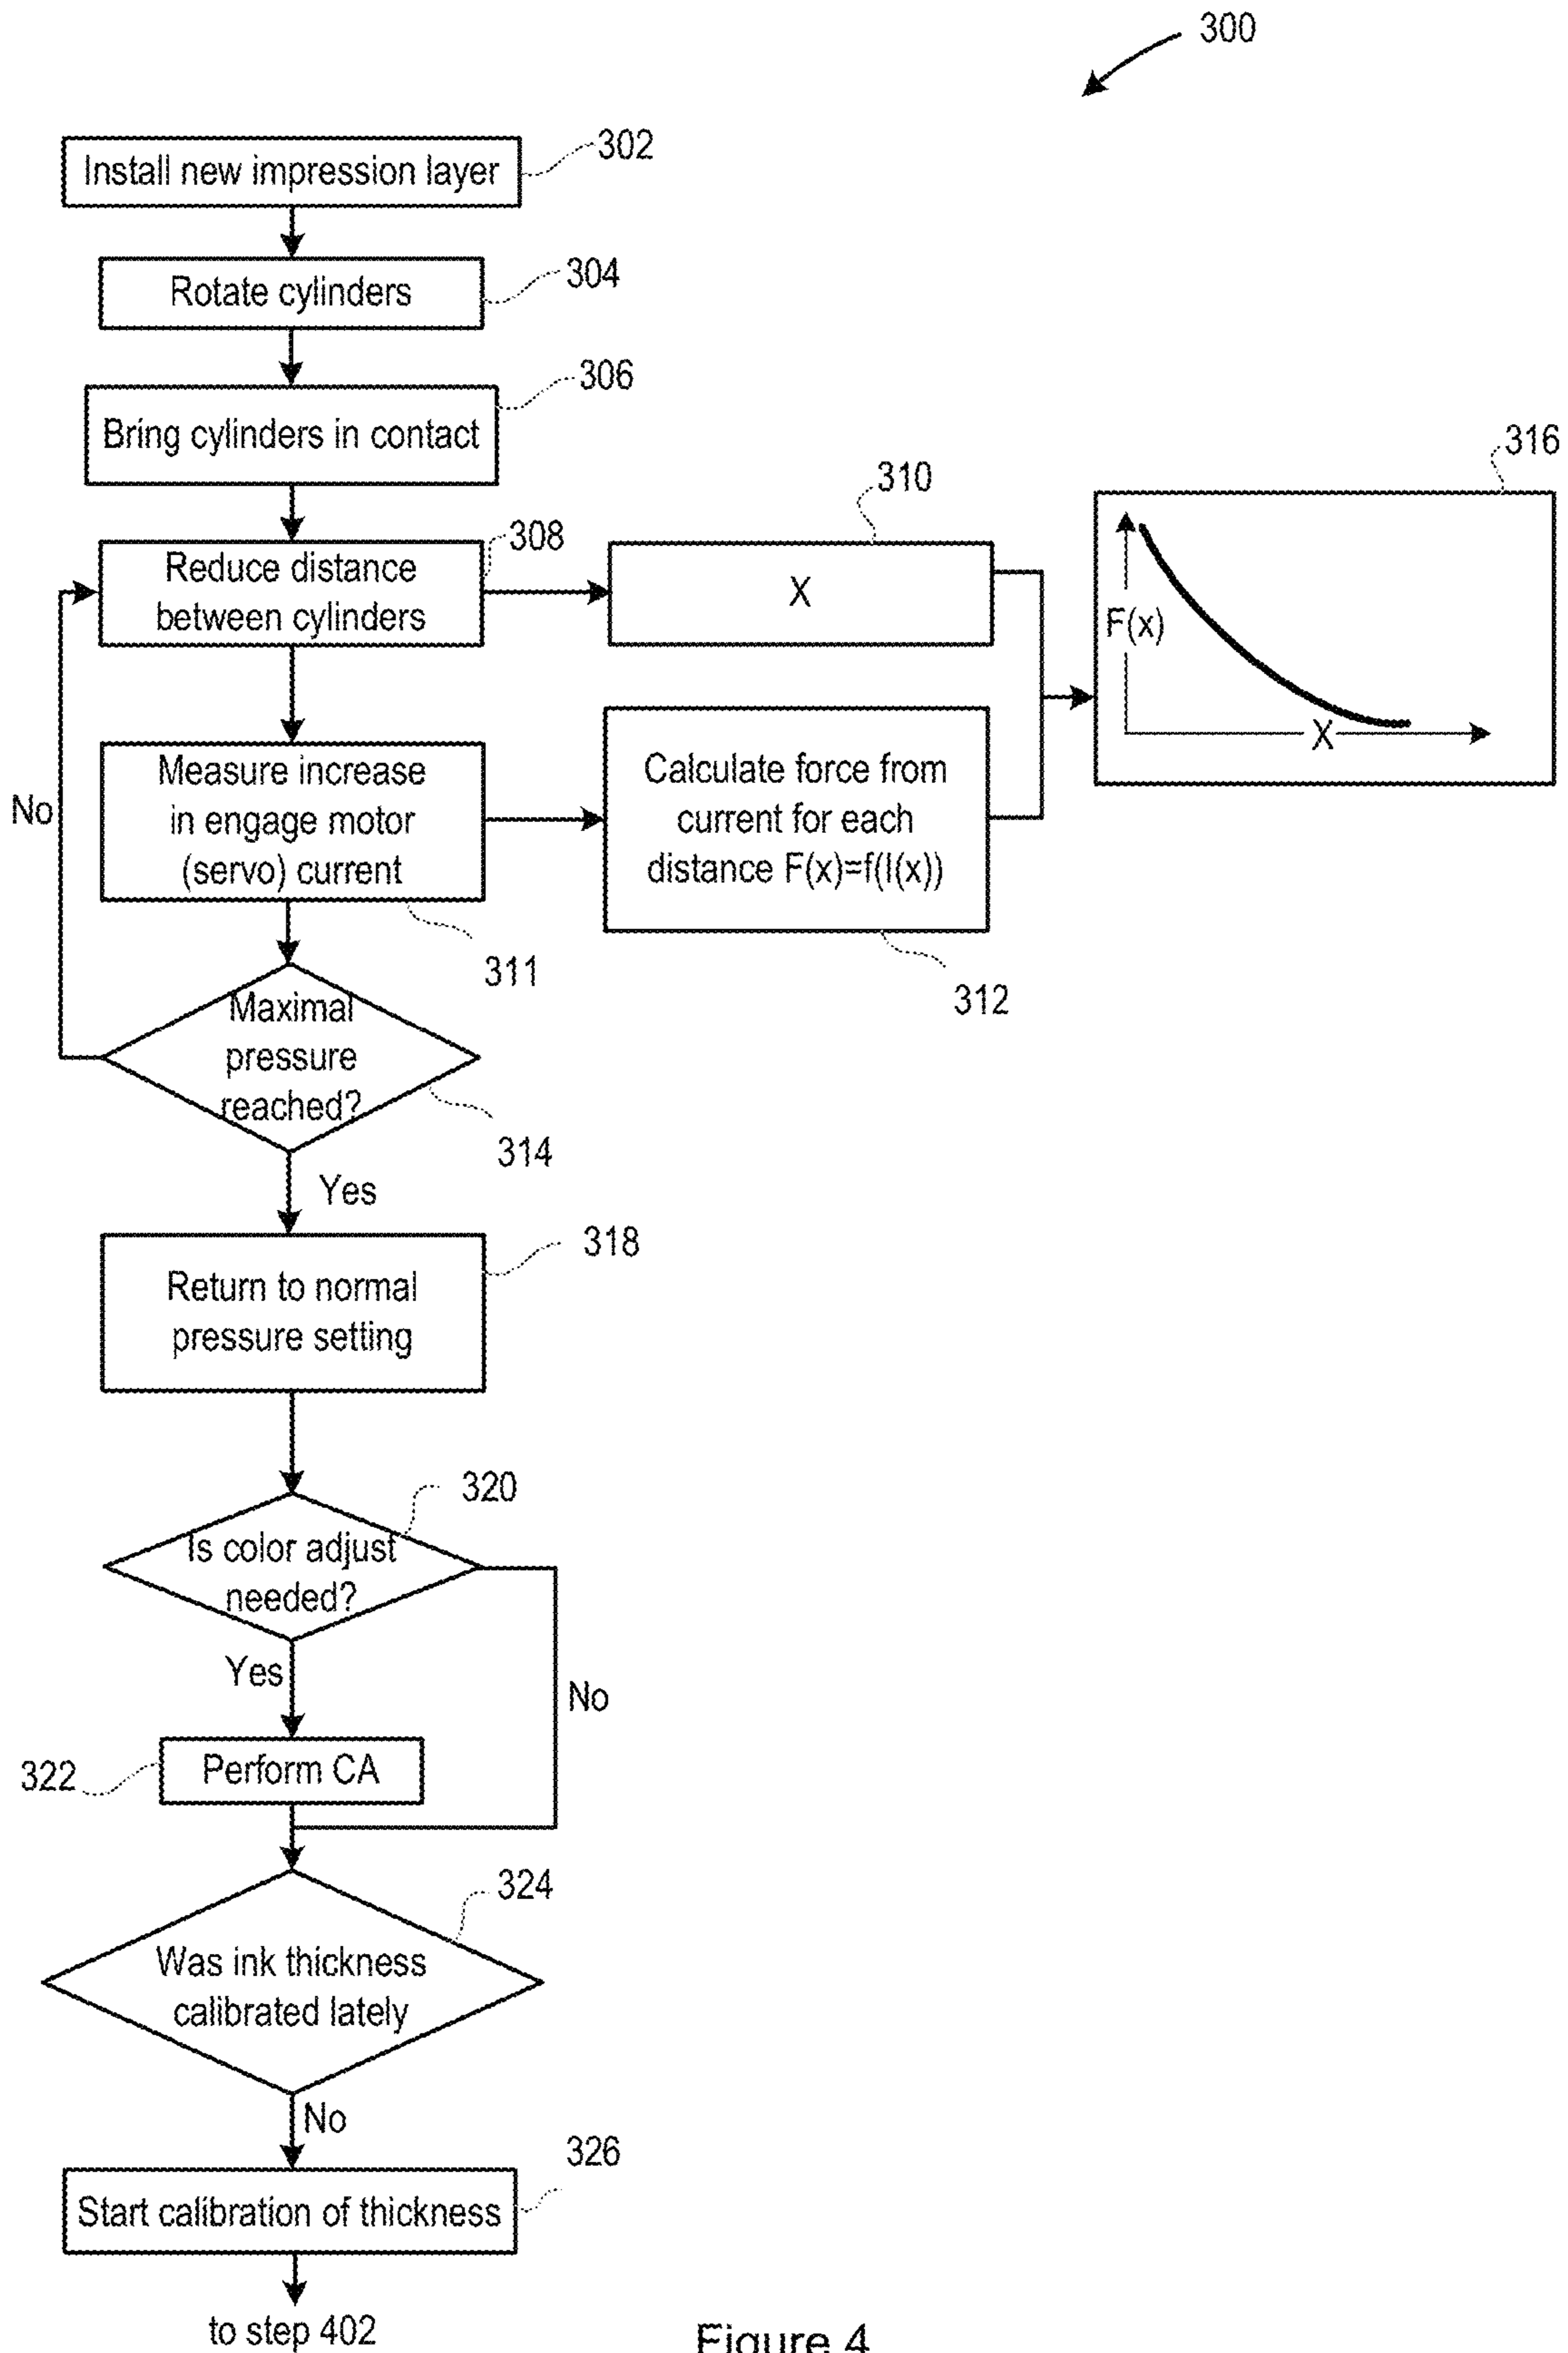 300
302
Install new impression layer
304
Rotate cylinders
306
Bring cylinders in contact
308
Reduce distance
between cylinders
310
X
316
F(x)
X
Measure increase
in engage motor
(servo) current
311
Calculate force from
current for each
distance F(x)=f(I(x))
312
No
Maximal
pressure
reached?
314
Yes
318
Return to normal
pressure setting
320
Is color adjust
needed?
Yes
No
322
Perform CA
324
Was ink thickness
calibrated lately
No
326
Start calibration of thickness
to step 402
Figure 4